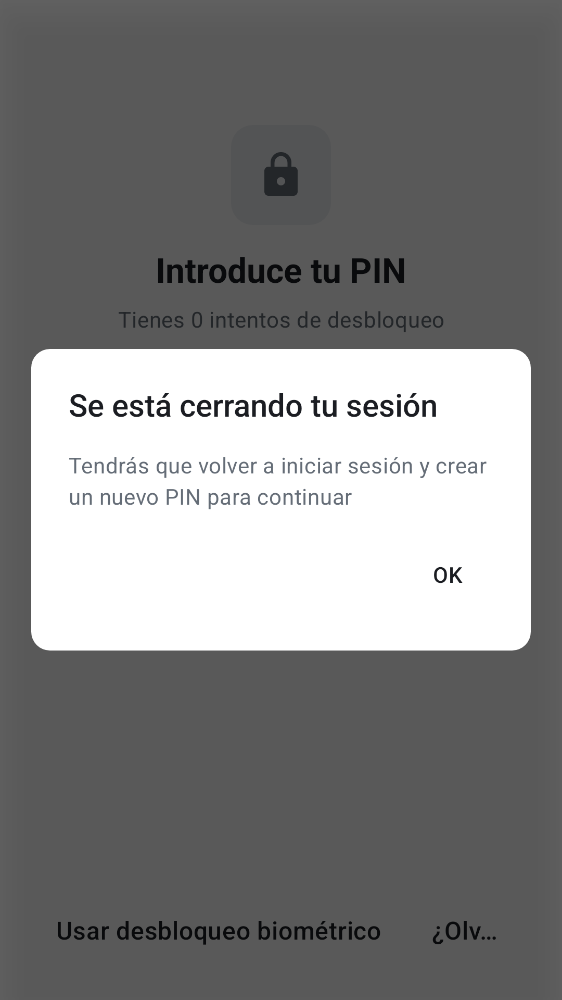 Introduce tu PIN
Tienes 0 intentos de desbloqueo
Se está cerrando tu sesión
Tendrás que volver a iniciar sesión y crear
un nuevo PIN para continuar
OK
Usar desbloqueo biométrico
¿Olv…